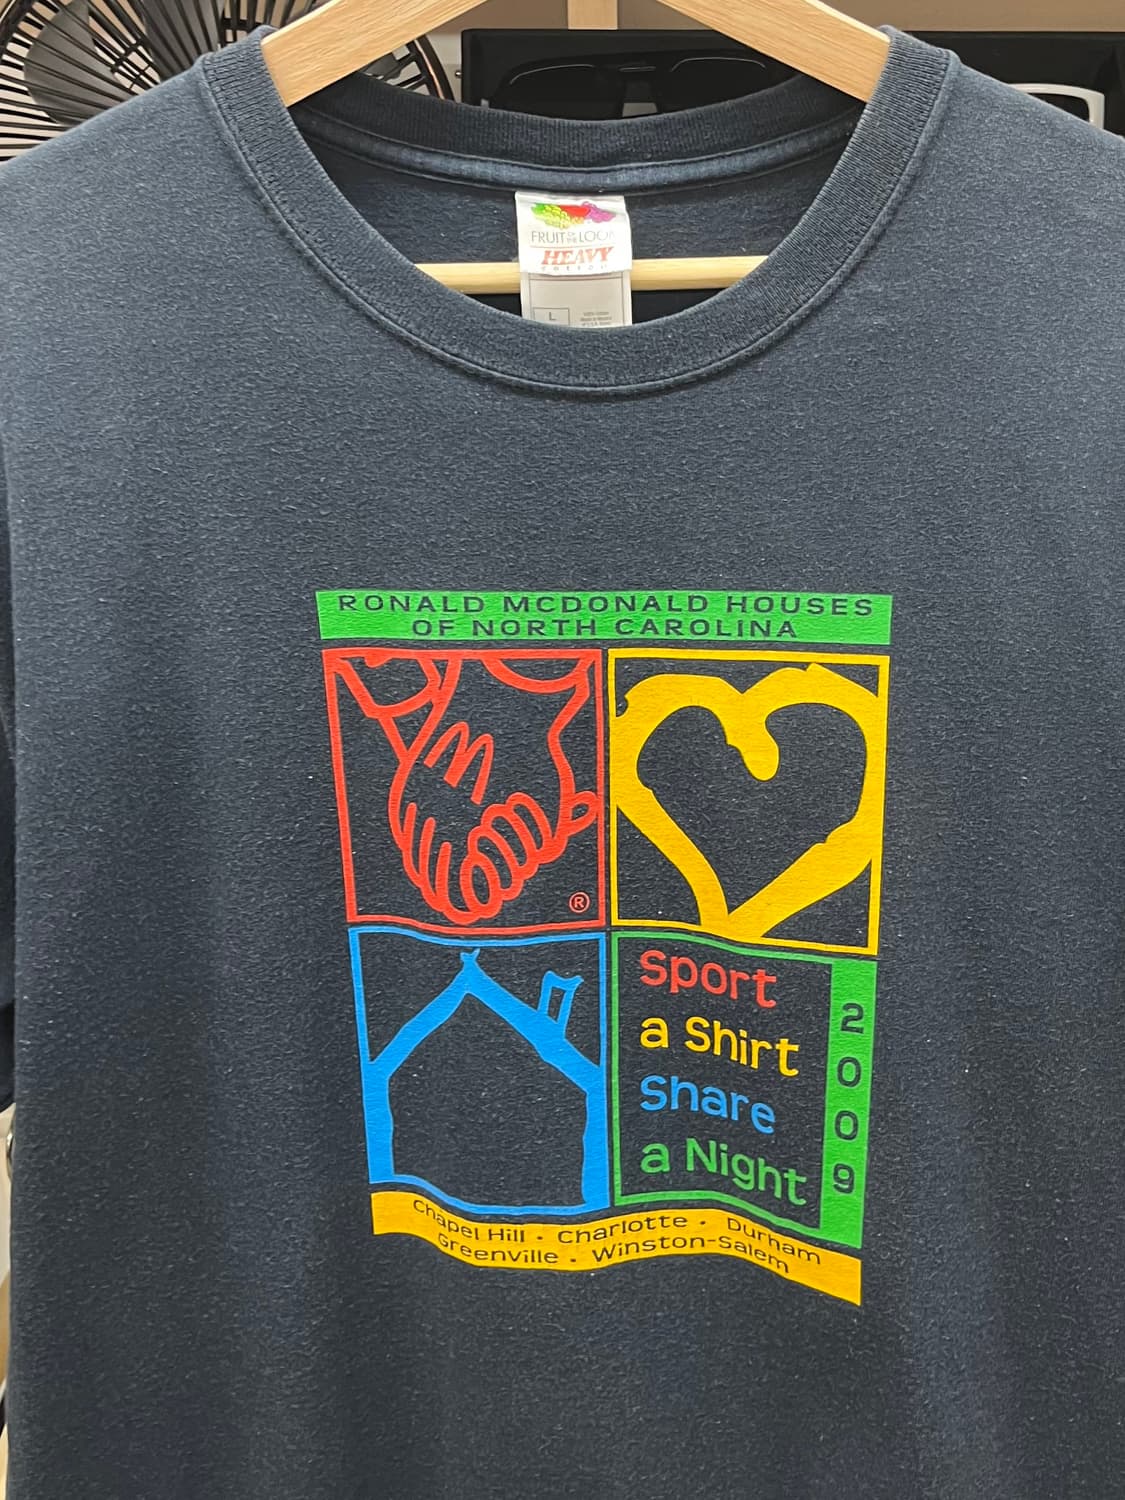 FRUIT OF THE LOOM
HEAVY
cotton
L
RONALD MCDONALD HOUSES
OF NORTH CAROLINA
M
®
Sport
a Shirt
Share
a Night
2009
Chapel Hill • Charlotte • Durham
Greenville • Winston-Salem